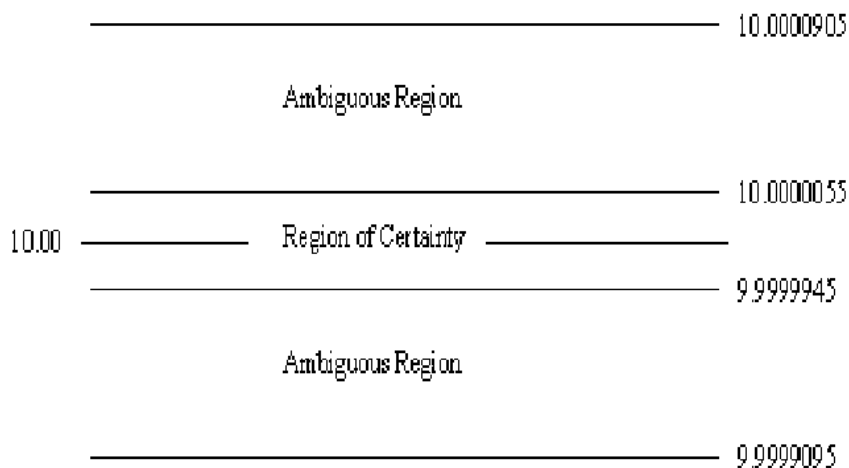 10.0000905
Ambiguous Region
10.0000055
10.00 Region of Certainty
9.9999945
Ambiguous Region
9.9999095